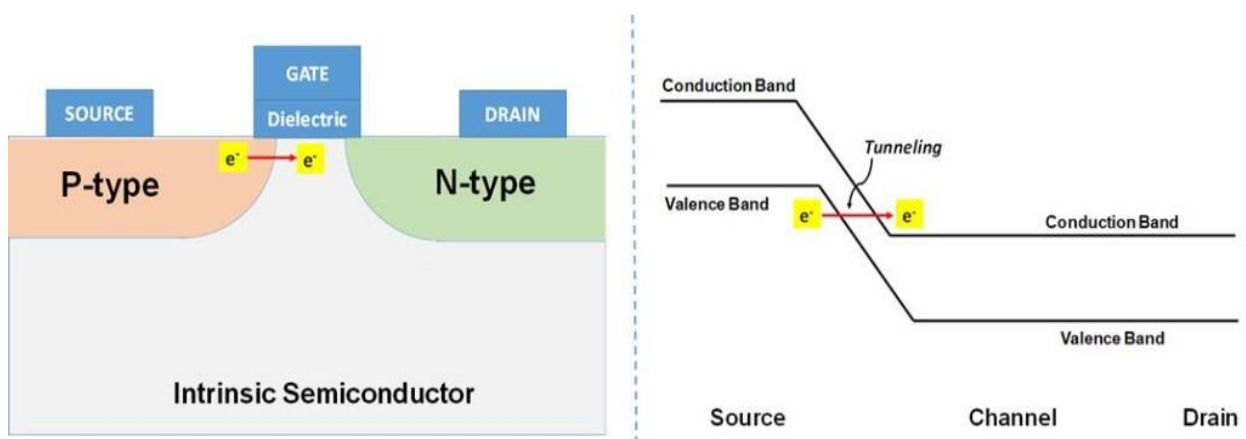 GATE
SOURCE
Dielectric
DRAIN
e-
e-
P-type
N-type
Intrinsic Semiconductor
Conduction Band
Tunneling
Valence Band
e-
e-
Conduction Band
Valence Band
Source
Channel
Drain